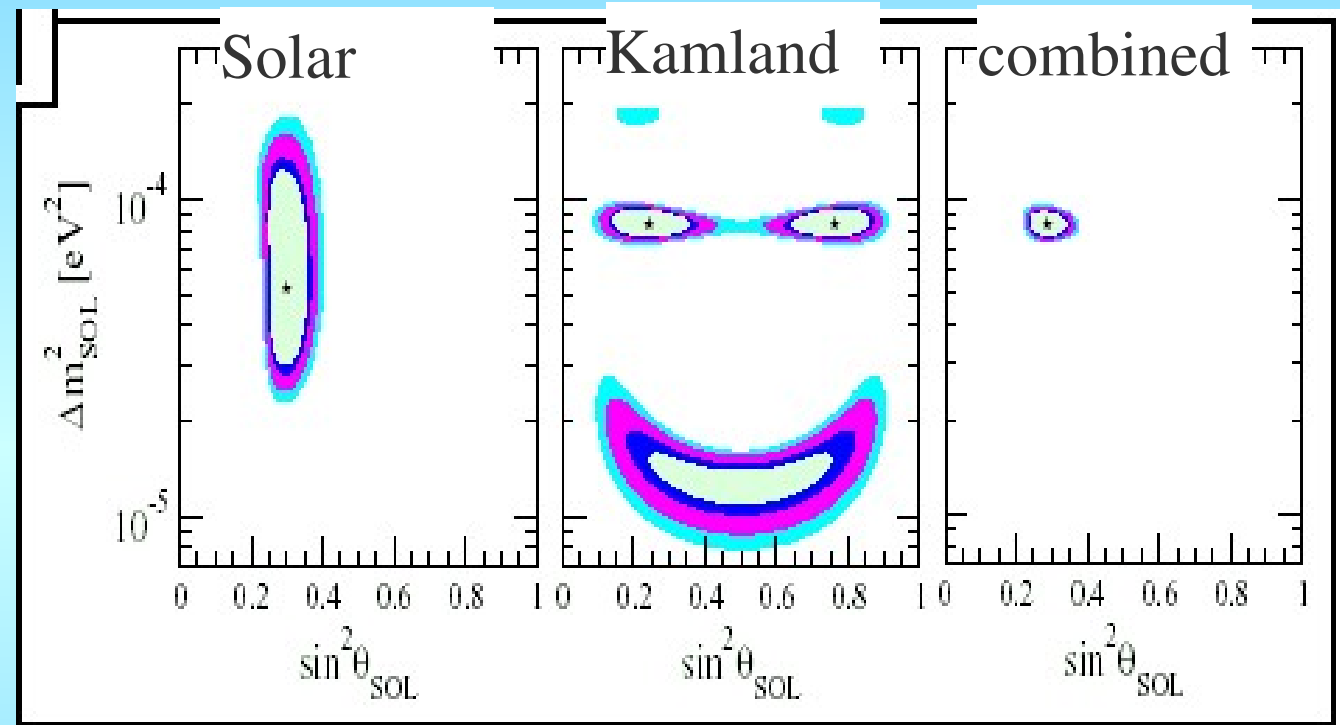 Solar Kamland combined
Δm²SOL [eV²]
10⁻⁴
10⁻⁵
0 0.2 0.4 0.6 0.8 1 0 0.2 0.4 0.6 0.8 1 0 0.2 0.4 0.6 0.8 1
sin²θSOL sin²θSOL sin²θSOL